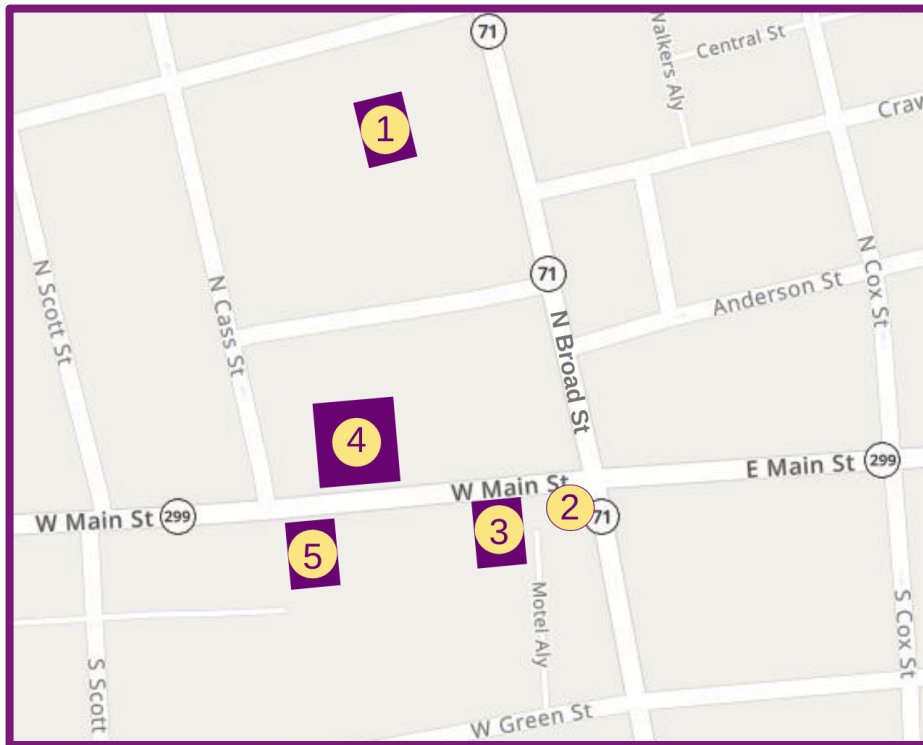 71
Walkers Aly
Central St
1
Craw
71
N Scott St
N Cass St
N Broad St
Anderson St
N Cox St
4
W Main St
E Main St
299
W Main St
299
3
2
71
5
Motel Aly
S Scott
S Cox St
W Green St